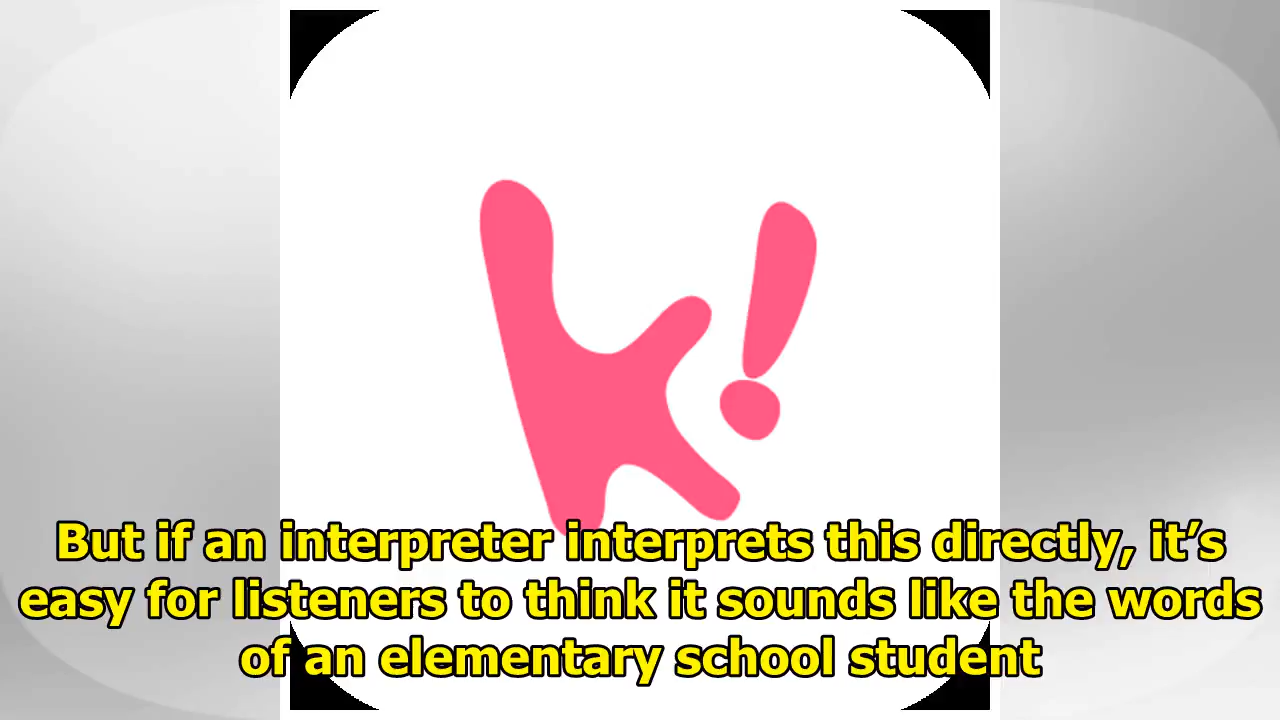 k!
But if an interpreter interprets this directly, it’s
easy for listeners to think it sounds like the words
of an elementary school student